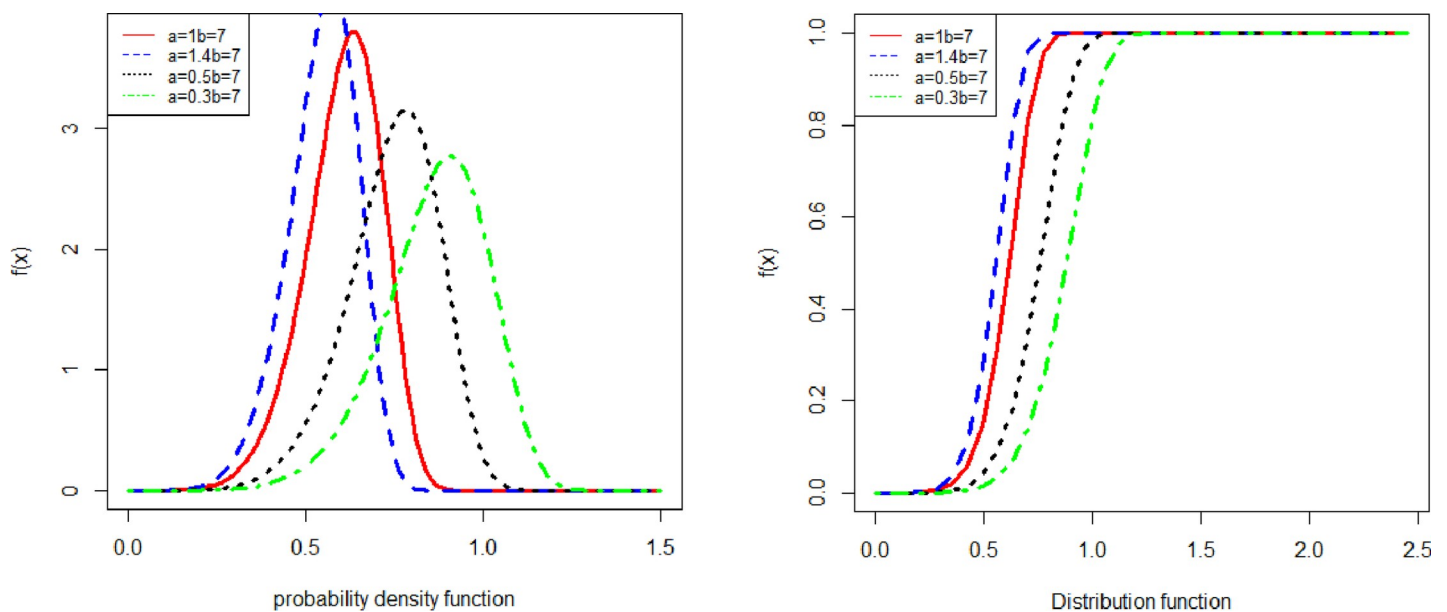 a=1b=7
a=1.4b=7
a=0.5b=7
a=0.3b=7
f(x)
3
2
1
0
0.0 0.5 1.0 1.5
probability density function
a=1b=7
a=1.4b=7
a=0.5b=7
a=0.3b=7
f(x)
1.0
0.8
0.6
0.4
0.2
0.0
0.0 0.5 1.0 1.5 2.0 2.5
Distribution function